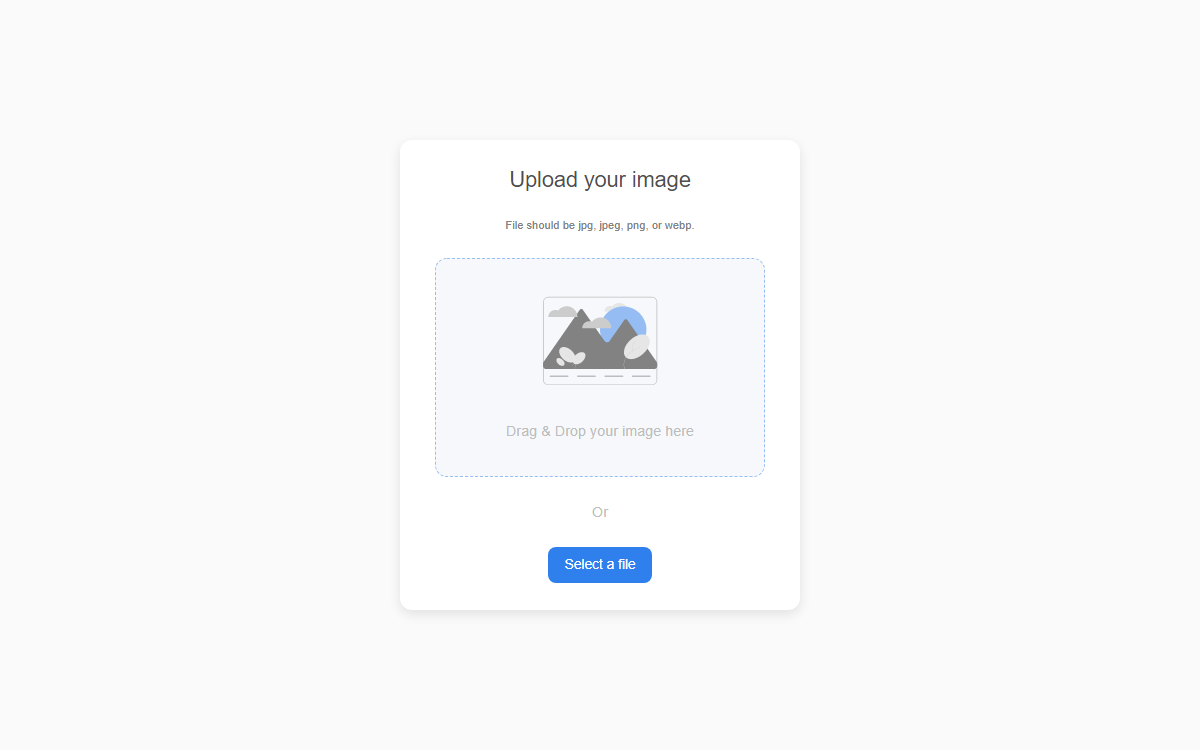 Upload your image
File should be jpg, jpeg, png, or webp.
Drag & Drop your image here
Or
Select a file